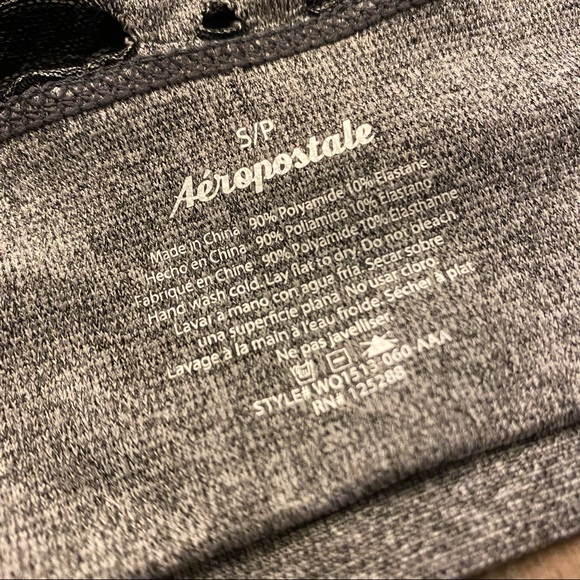 S/P
Aéropostale
Made in China 90% Polyamide 10% Elastane
Hecho en China 90% Poliamida 10% Elastano
Fabriqué en Chine 90% Polyamide 10% Élasthanne
Hand wash cold. Lay flat to dry. Do not bleach.
Lavar a mano con agua fria. Secar sobre
una superficie plana. No usar cloro.
Lavage à la main à l'eau froide. Sécher à plat.
Ne pas javelliser.
STYLE# WO1513-060-AAA
RN# 125288